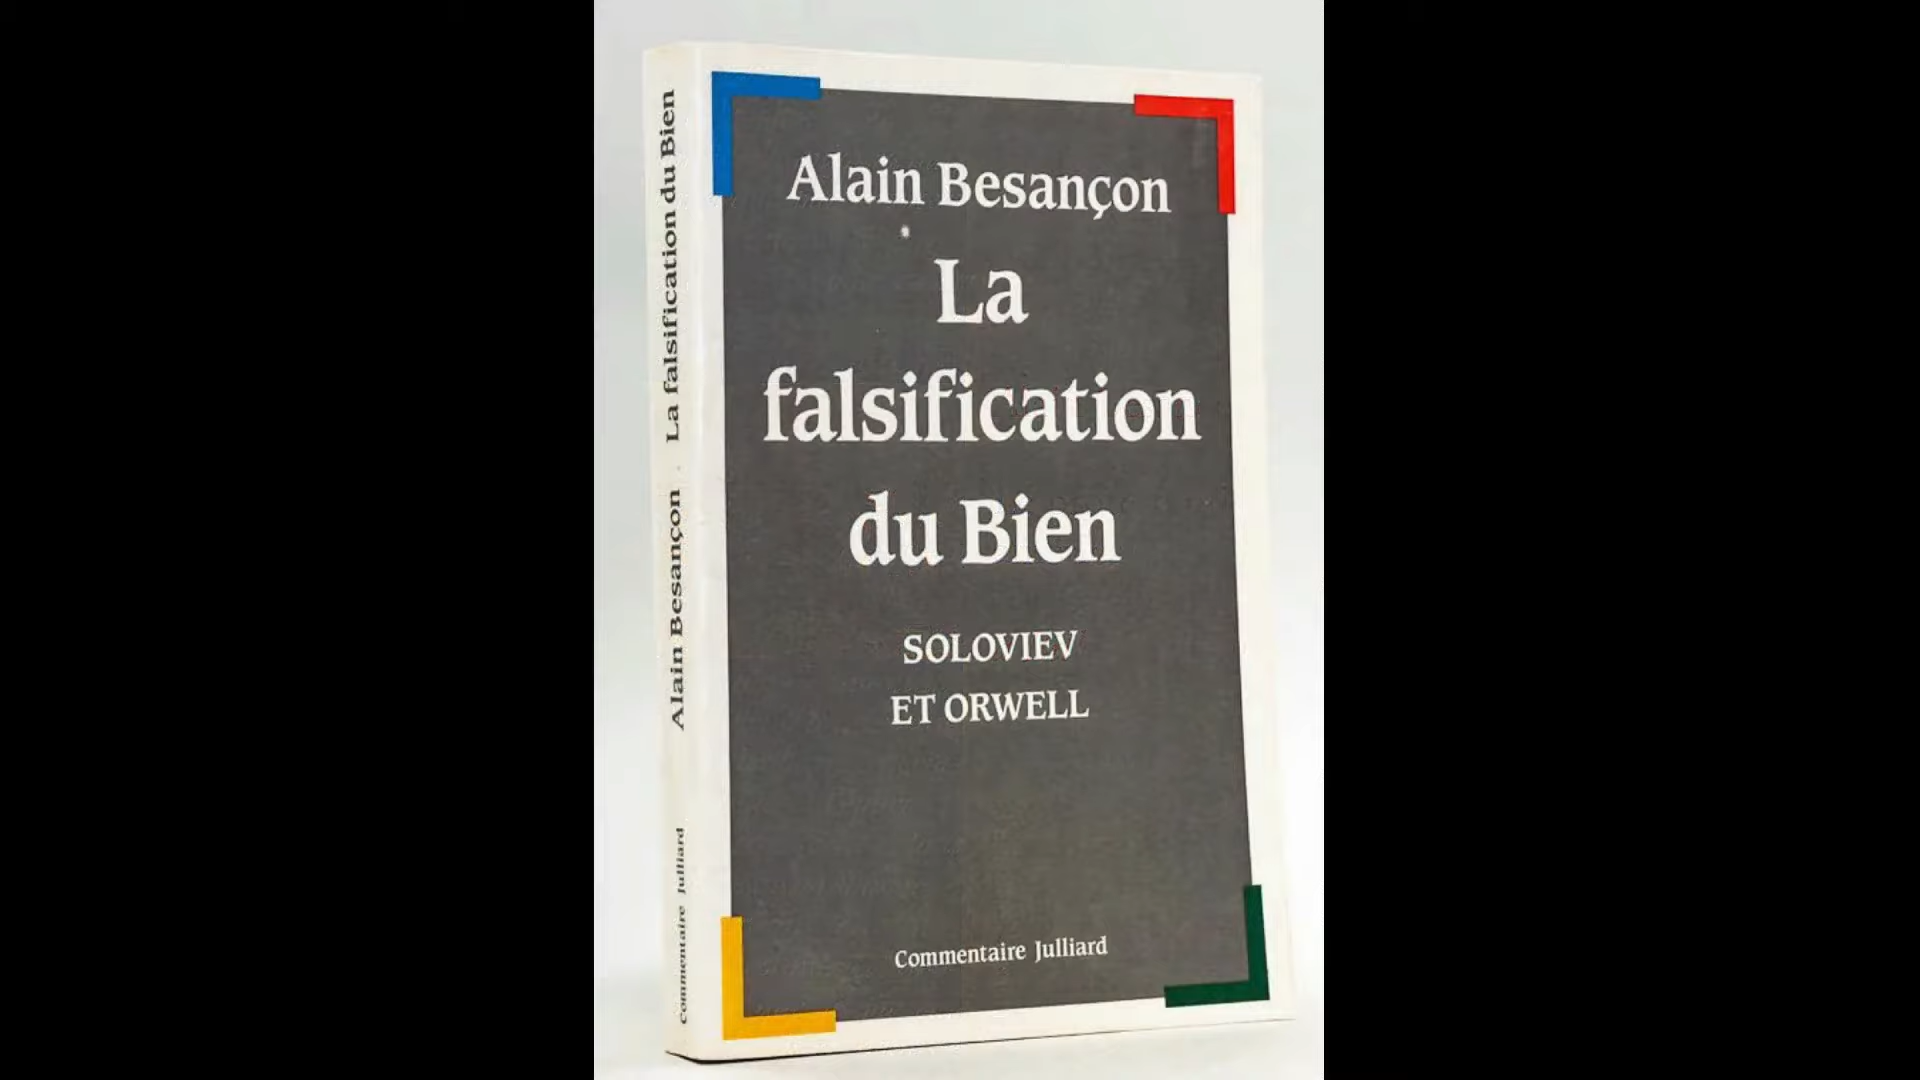 Alain Besançon
La
falsification
du Bien
SOLOVIEV
ET ORWELL
Commentaire Julliard
Commentaire Julliard Alain Besançon . La falsification du Bien